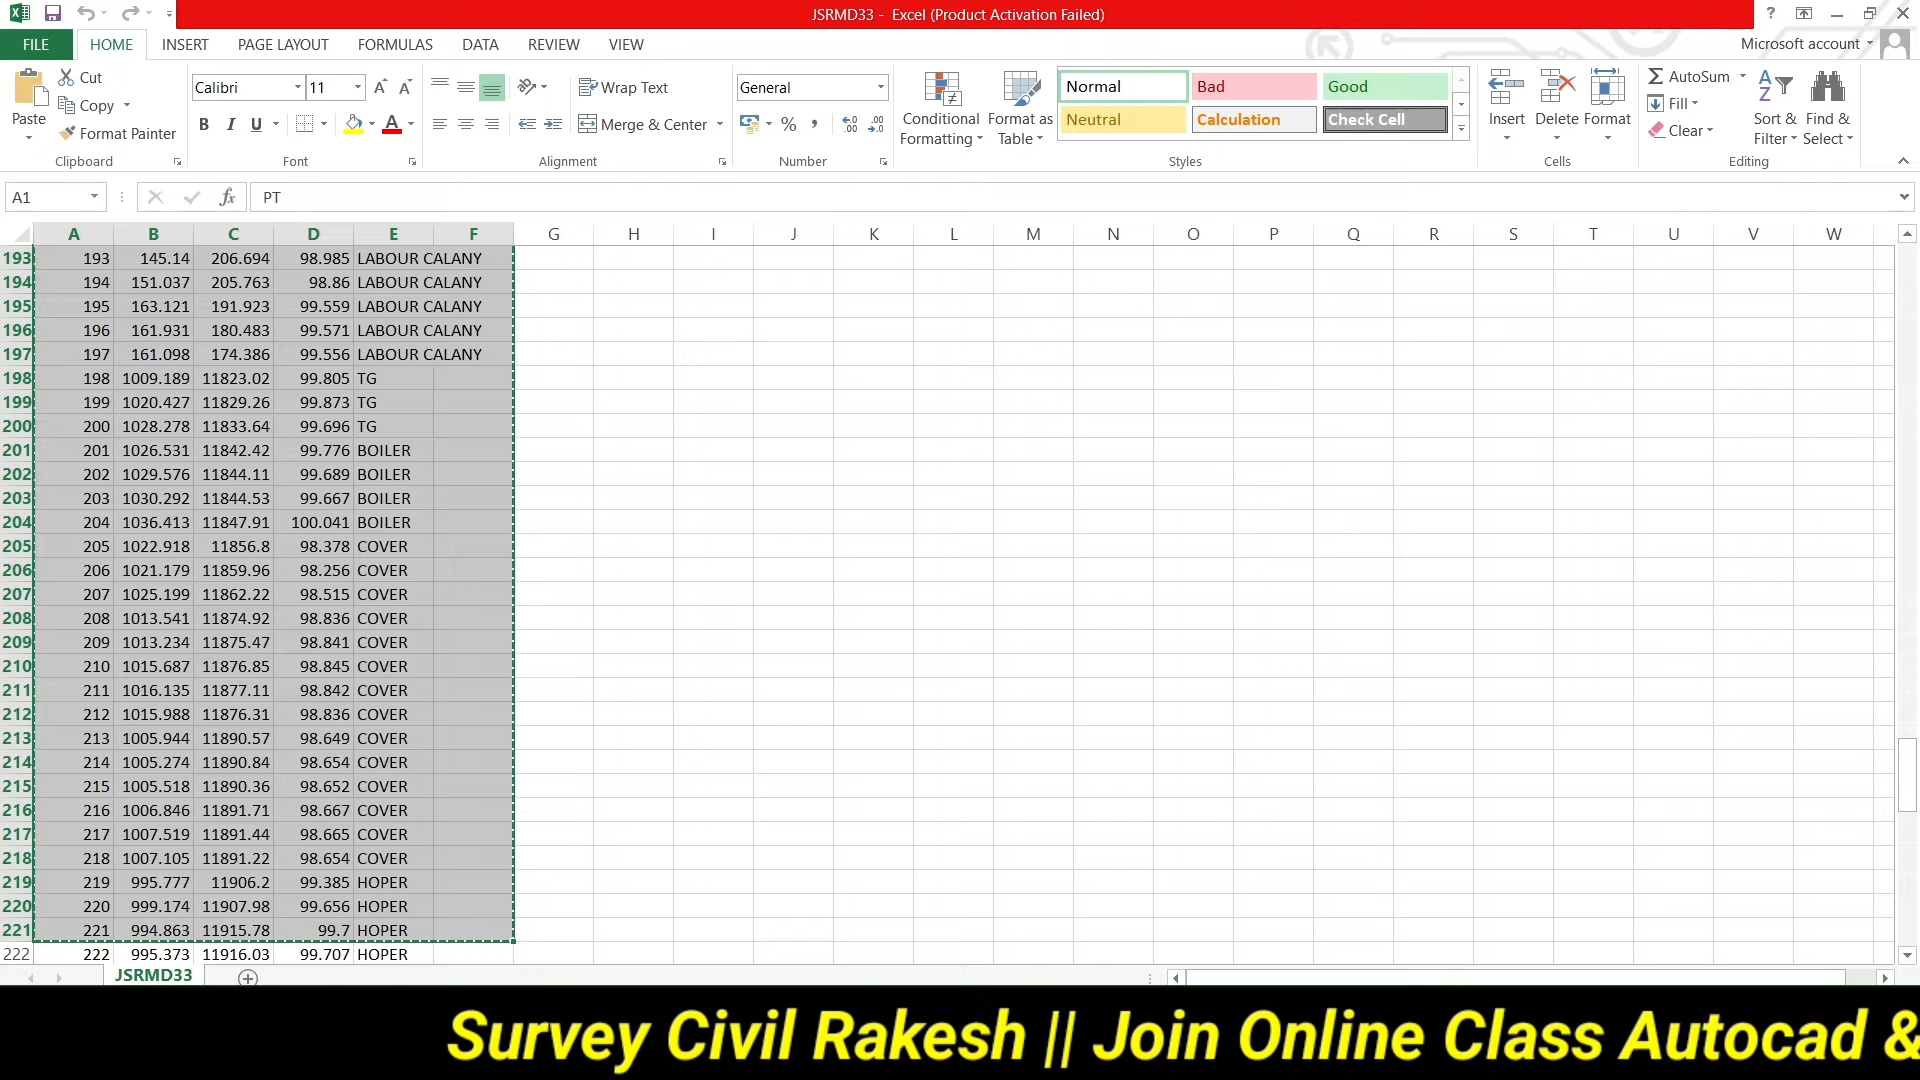 JSRMD33 - Excel (Product Activation Failed)
?
FILE HOME INSERT PAGE LAYOUT FORMULAS DATA REVIEW VIEW Microsoft account
Paste Cut Copy Format Painter
Clipboard
Calibri 11
B I U A
Font
Wrap Text
Merge & Center
Alignment
General
% ,
Number
Conditional Formatting
Format as Table
Normal Bad Good
Neutral Calculation Check Cell
Styles
Insert Delete Format
Cells
AutoSum
Fill
Clear
Sort & Filter
Find & Select
Editing
A1 fx PT
A B C D E F G H I J K L M N O P Q R S T U V W
193 193 145.14 206.694 98.985 LABOUR CALANY
194 194 151.037 205.763 98.86 LABOUR CALANY
195 195 163.121 191.923 99.559 LABOUR CALANY
196 196 161.931 180.483 99.571 LABOUR CALANY
197 197 161.098 174.386 99.556 LABOUR CALANY
198 198 1009.189 11823.02 99.805 TG
199 199 1020.427 11829.26 99.873 TG
200 200 1028.278 11833.64 99.696 TG
201 201 1026.531 11842.42 99.776 BOILER
202 202 1029.576 11844.11 99.689 BOILER
203 203 1030.292 11844.53 99.667 BOILER
204 204 1036.413 11847.91 100.041 BOILER
205 205 1022.918 11856.8 98.378 COVER
206 206 1021.179 11859.96 98.256 COVER
207 207 1025.199 11862.22 98.515 COVER
208 208 1013.541 11874.92 98.836 COVER
209 209 1013.234 11875.47 98.841 COVER
210 210 1015.687 11876.85 98.845 COVER
211 211 1016.135 11877.11 98.842 COVER
212 212 1015.988 11876.31 98.836 COVER
213 213 1005.944 11890.57 98.649 COVER
214 214 1005.274 11890.84 98.654 COVER
215 215 1005.518 11890.36 98.652 COVER
216 216 1006.846 11891.71 98.667 COVER
217 217 1007.519 11891.44 98.665 COVER
218 218 1007.105 11891.22 98.654 COVER
219 219 995.777 11906.2 99.385 HOPER
220 220 999.174 11907.98 99.656 HOPER
221 221 994.863 11915.78 99.7 HOPER
222 222 995.373 11916.03 99.707 HOPER
JSRMD33
Survey Civil Rakesh || Join Online Class Autocad &